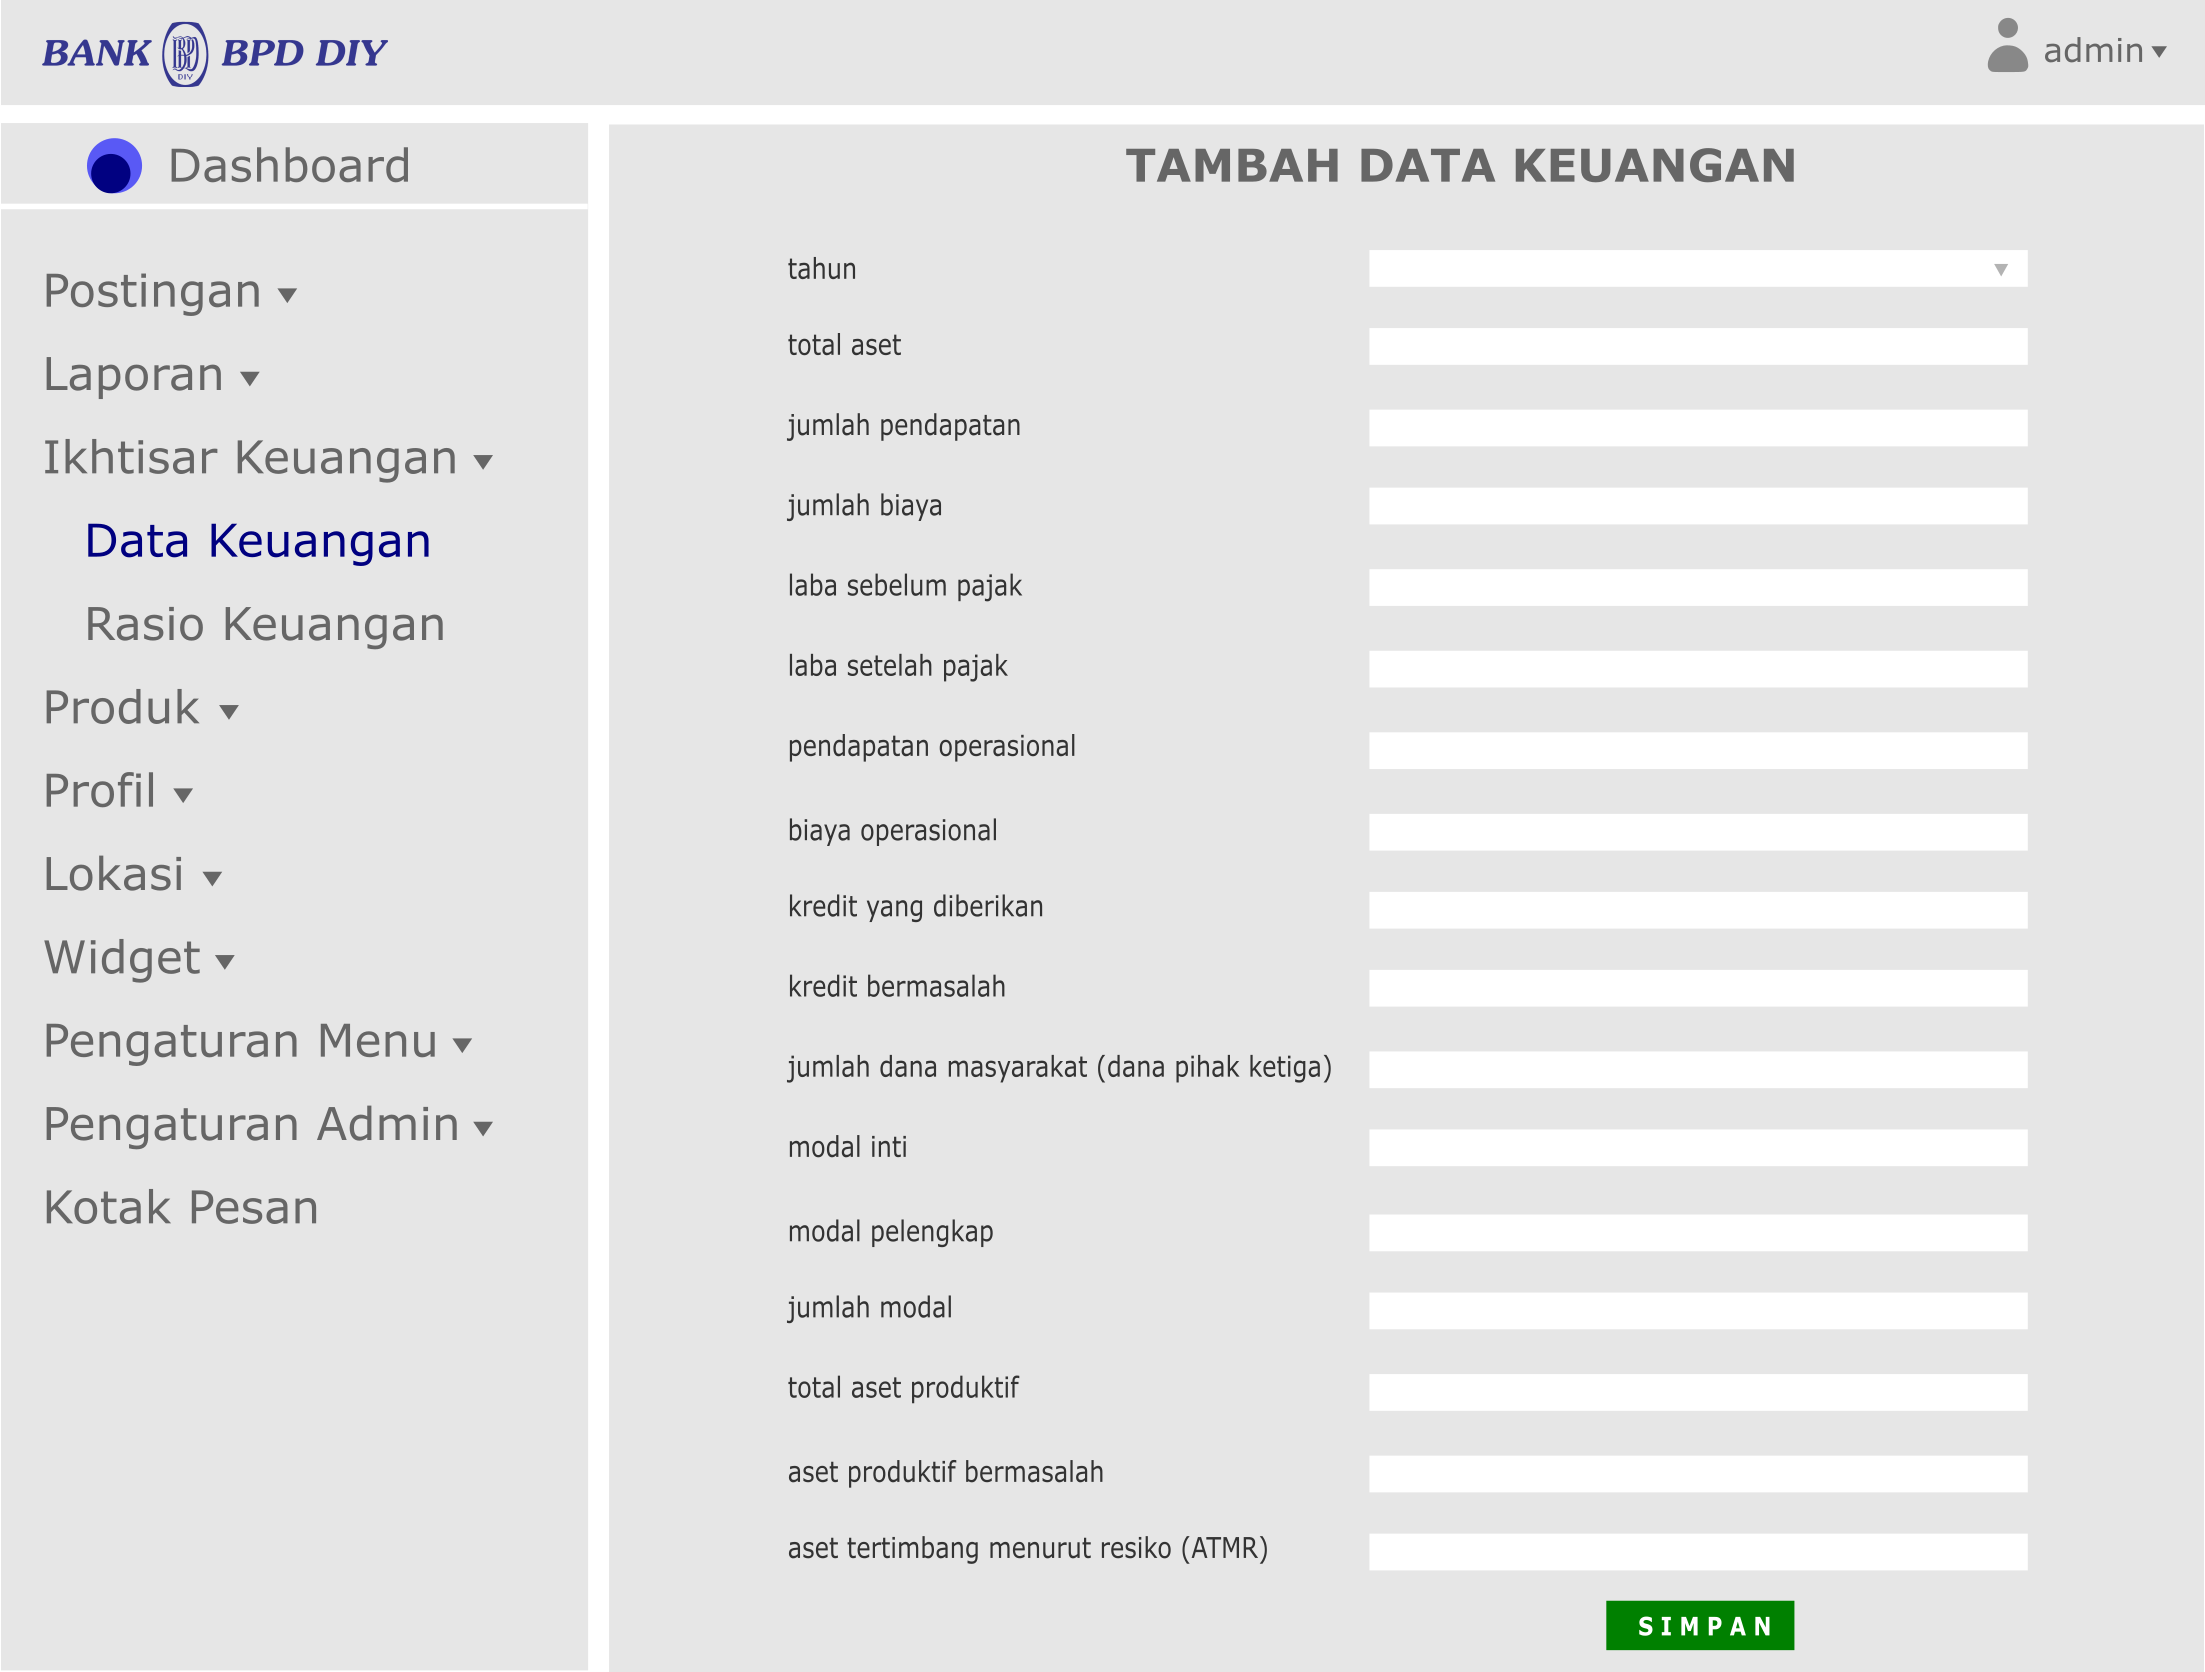 BANK BPD DIY BPD DIY
admin
Dashboard
Postingan
Laporan
Ikhtisar Keuangan
Data Keuangan
Rasio Keuangan
Produk
Profil
Lokasi
Widget
Pengaturan Menu
Pengaturan Admin
Kotak Pesan
TAMBAH DATA KEUANGAN
tahun
total aset
jumlah pendapatan
jumlah biaya
laba sebelum pajak
laba setelah pajak
pendapatan operasional
biaya operasional
kredit yang diberikan
kredit bermasalah
jumlah dana masyarakat (dana pihak ketiga)
modal inti
modal pelengkap
jumlah modal
total aset produktif
aset produktif bermasalah
aset tertimbang menurut resiko (ATMR)
SIMPAN